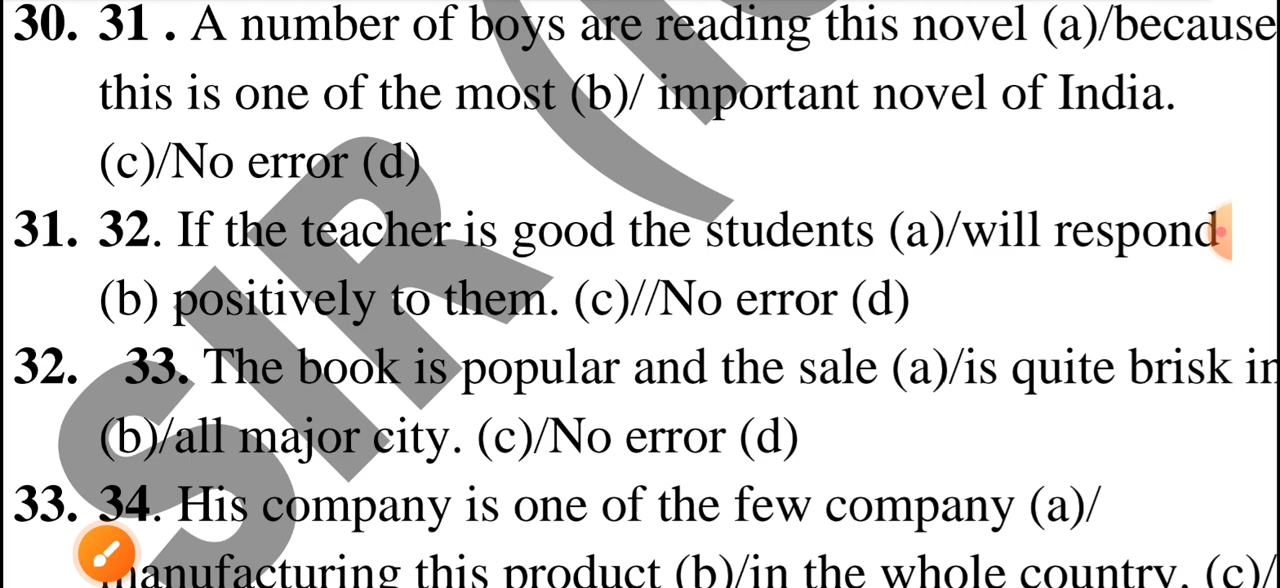 30. 31 . A number of boys are reading this novel (a)/because
this is one of the most (b)/ important novel of India.
(c)/No error (d)
31. 32. If the teacher is good the students (a)/will respond
(b) positively to them. (c)//No error (d)
32. 33. The book is popular and the sale (a)/is quite brisk in
(b)/all major city. (c)/No error (d)
33. 34. His company is one of the few company (a)/
manufacturing this product (b)/in the whole country. (c)/
SIR (